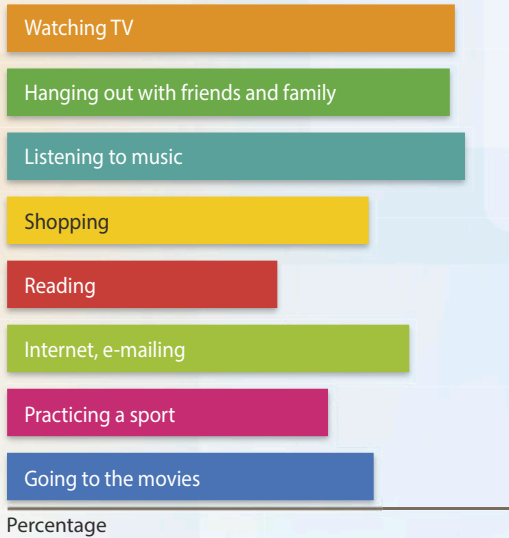 Watching TV
Hanging out with friends and family
Listening to music
Shopping
Reading
Internet, e-mailing
Practicing a sport
Going to the movies
Percentage